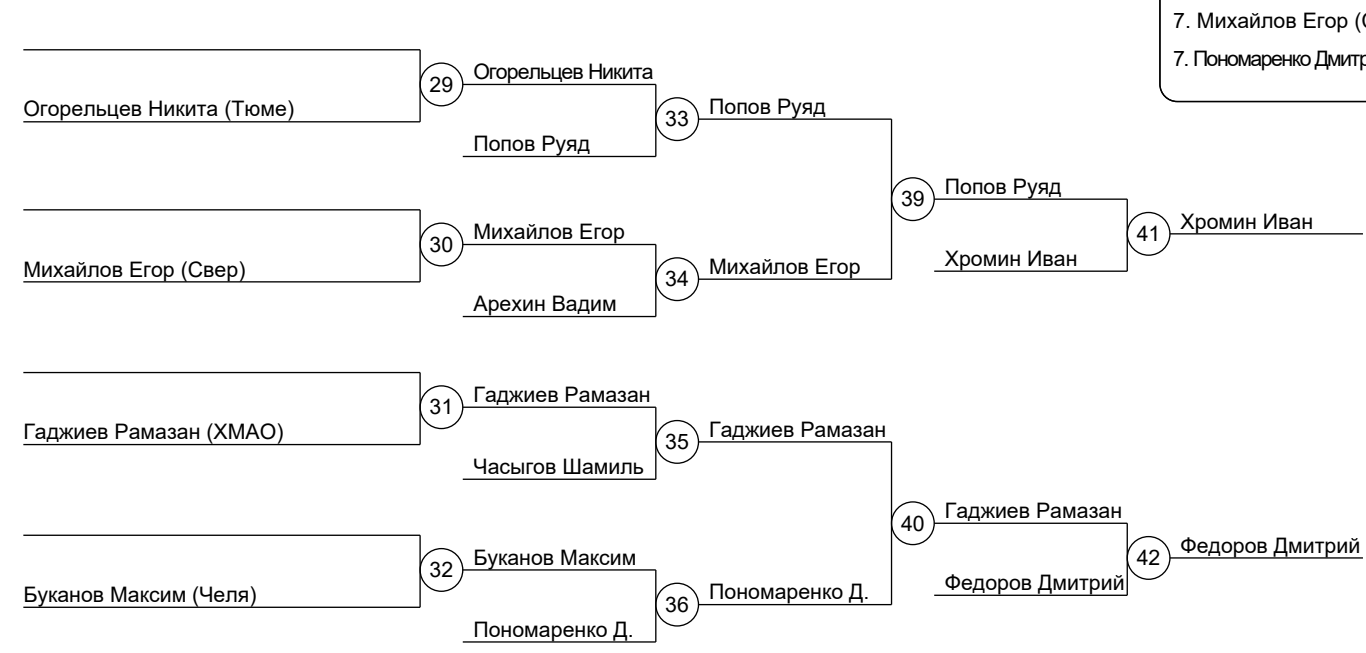 7. Михайлов Егор (
7. Пономаренко Дмитр
29
Огорельцев Никита
Огорельцев Никита (Тюме)
33
Попов Руяд
Попов Руяд
39
Попов Руяд
30
Михайлов Егор
41
Хромин Иван
Михайлов Егор (Свер)
34
Михайлов Егор
Хромин Иван
Арехин Вадим
31
Гаджиев Рамазан
Гаджиев Рамазан (ХМАО)
35
Гаджиев Рамазан
Часыгов Шамиль
40
Гаджиев Рамазан
32
Буканов Максим
42
Федоров Дмитрий
Буканов Максим (Челя)
36
Пономаренко Д.
Федоров Дмитрий
Пономаренко Д.